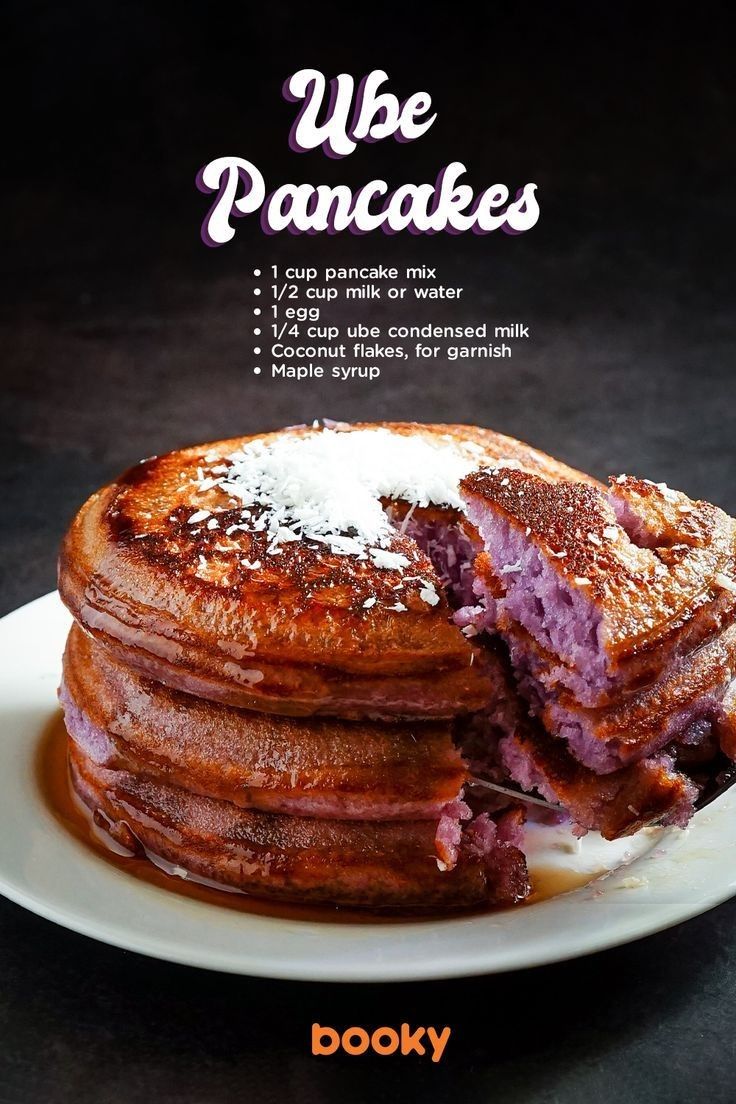 Ube
Pancakes
• 1 cup pancake mix
• 1/2 cup milk or water
• 1 egg
• 1/4 cup ube condensed milk
• Coconut flakes, for garnish
• Maple syrup
booky